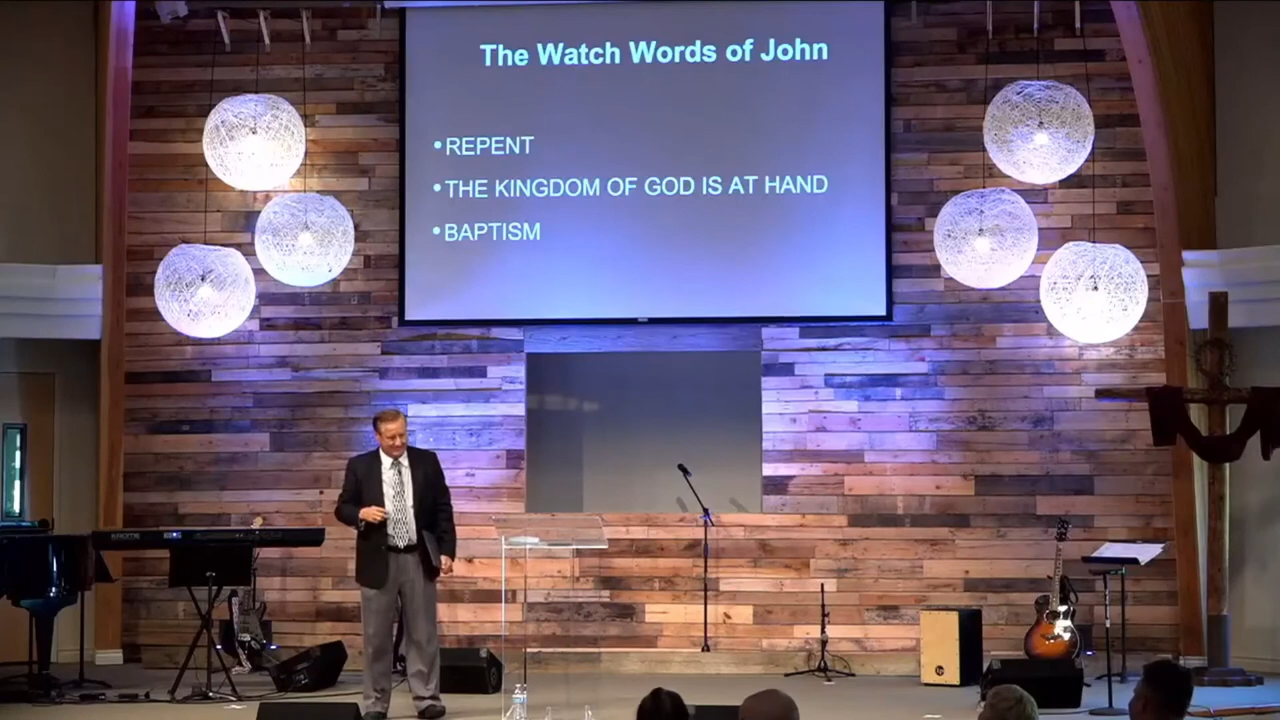 The Watch Words of John
•REPENT
•THE KINGDOM OF GOD IS AT HAND
•BAPTISM